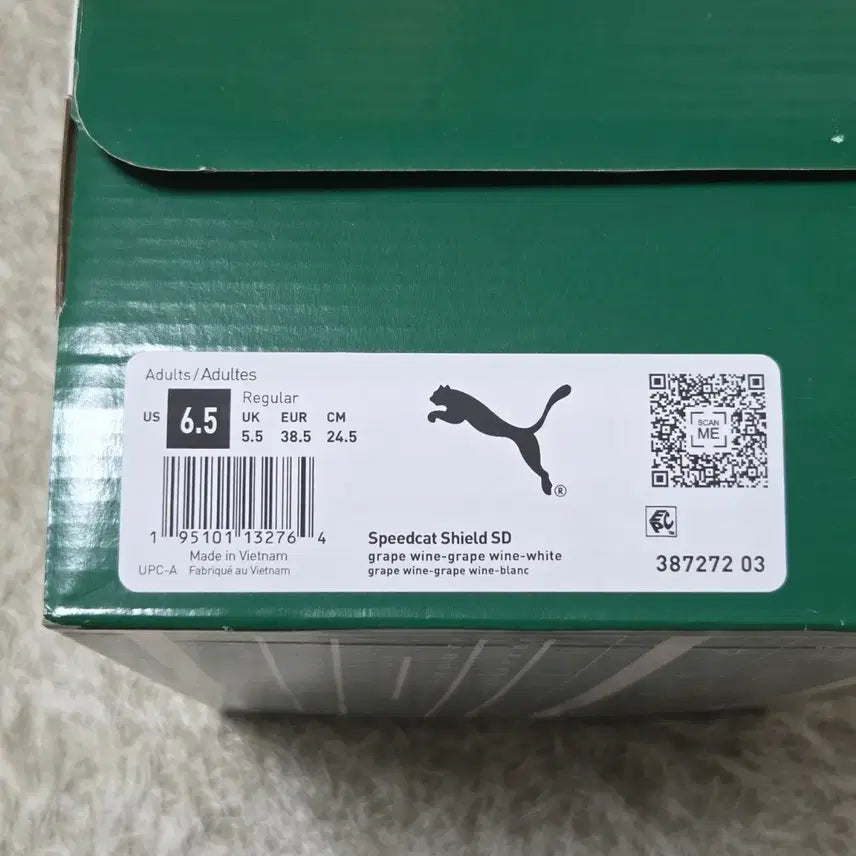 Adults/Adultes
Regular
US 6.5 UK EUR CM
5.5 38.5 24.5
1 95101 13276 4
Made in Vietnam
UPC-A Fabriqué au Vietnam
Speedcat Shield SD
grape wine-grape wine-white
grape wine-grape wine-blanc
®
SCAN
ME
EPC
TM
387272 03